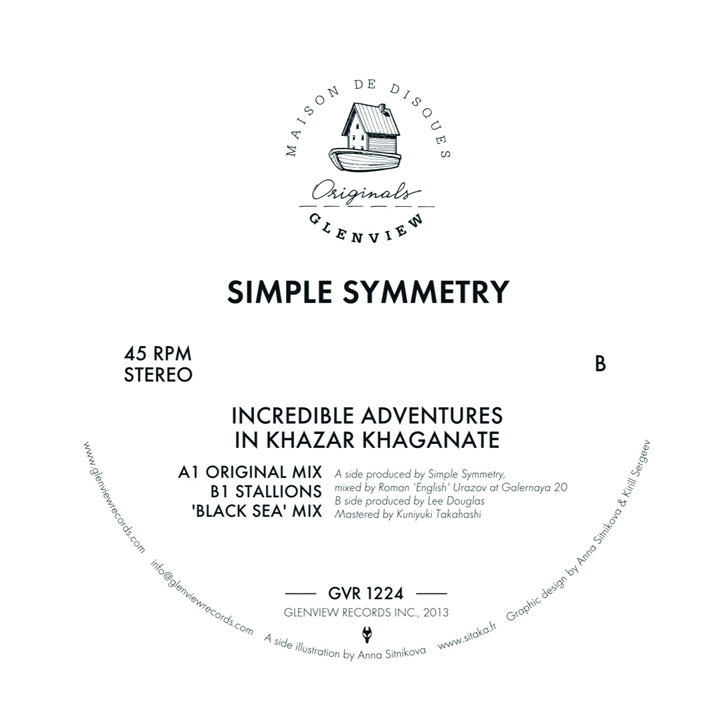 MAISON DE DISQUES
Originals
GLENVIEW
SIMPLE SYMMETRY
45 RPM
STEREO
B
INCREDIBLE ADVENTURES
IN KHAZAR KHAGANATE
A1 ORIGINAL MIX
B1 STALLIONS
'BLACK SEA' MIX
A side produced by Simple Symmetry,
mixed by Roman 'English' Urazov at Galernaya 20
B side produced by Lee Douglas
Mastered by Kuniyuki Takahashi
GVR 1224
GLENVIEW RECORDS INC., 2013
www.glenviewrecords.com
info@glenviewrecords.com
A side illustration by Anna Sitnikova
www.sitaka.fr
Graphic design by Anna Sitnikova & Kirill Sergeev